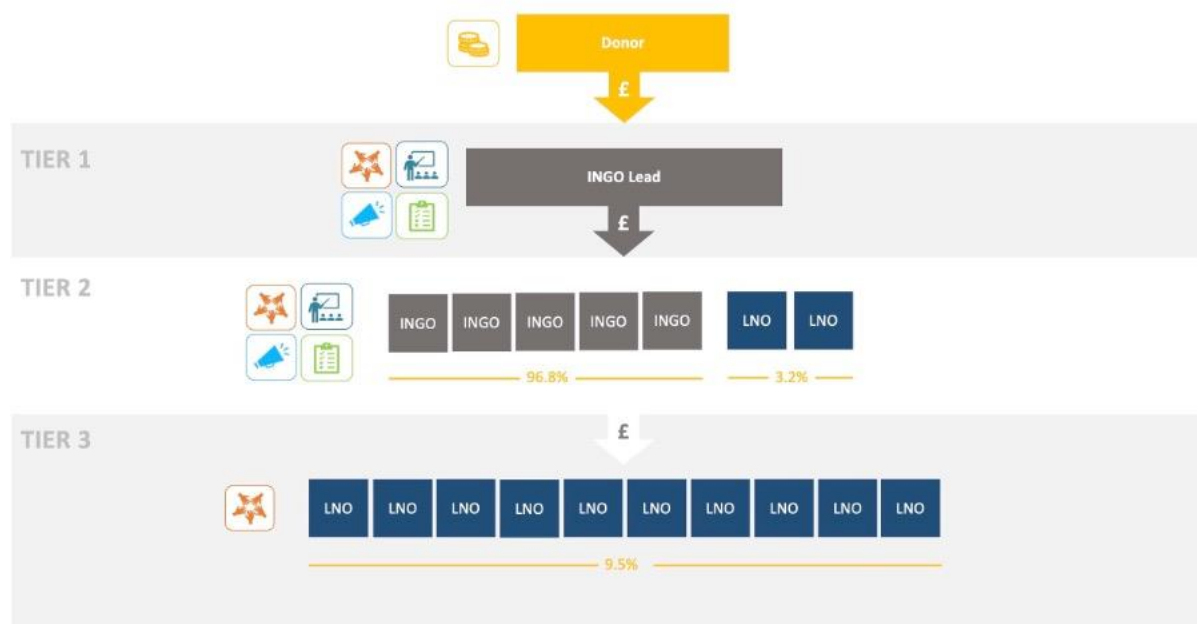 Donor
£
TIER 1
INGO Lead
£
TIER 2
INGO INGO INGO INGO INGO LNO LNO
96.8% 3.2%
TIER 3
£
LNO LNO LNO LNO LNO LNO LNO LNO LNO LNO
9.5%